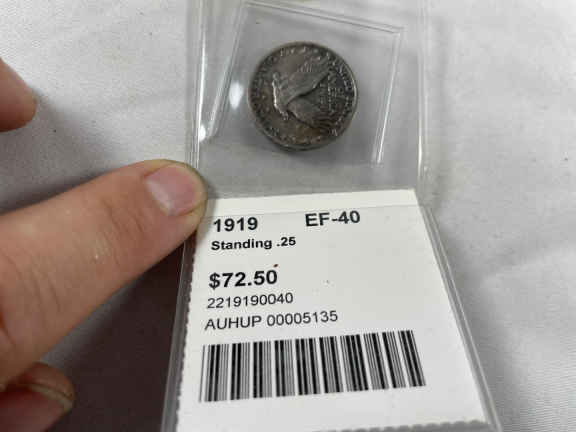 1919 EF-40
Standing .25
$72.50
2219190040
AUHUP 00005135